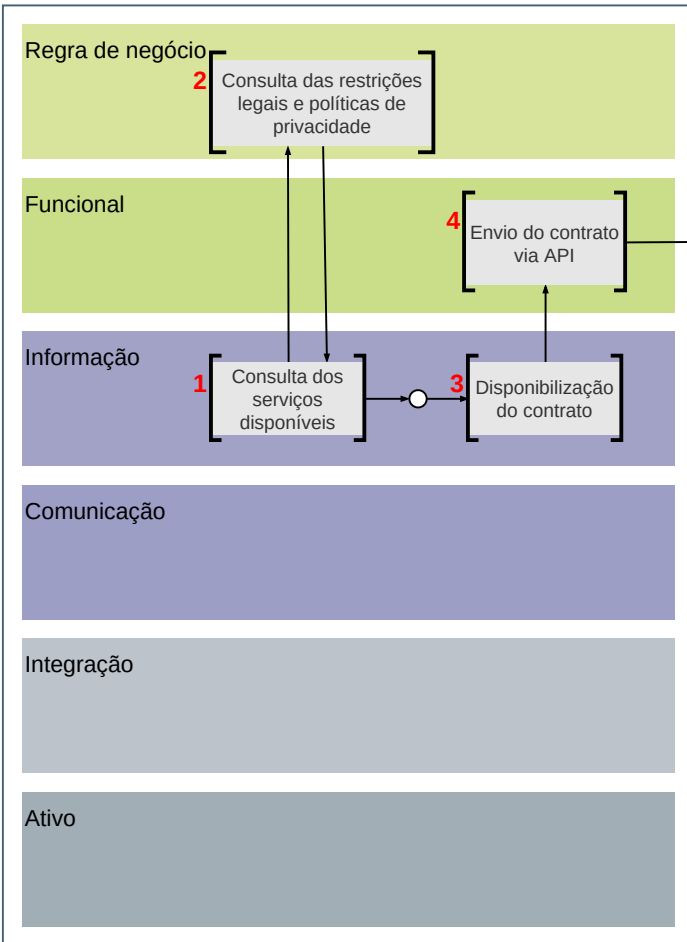 Regra de negócio
2
Consulta das restrições
legais e políticas de
privacidade
Funcional
4
Envio do contrato
via API
Informação
1
Consulta dos
serviços
disponíveis
3
Disponibilização
do contrato
Comunicação
Integração
Ativo